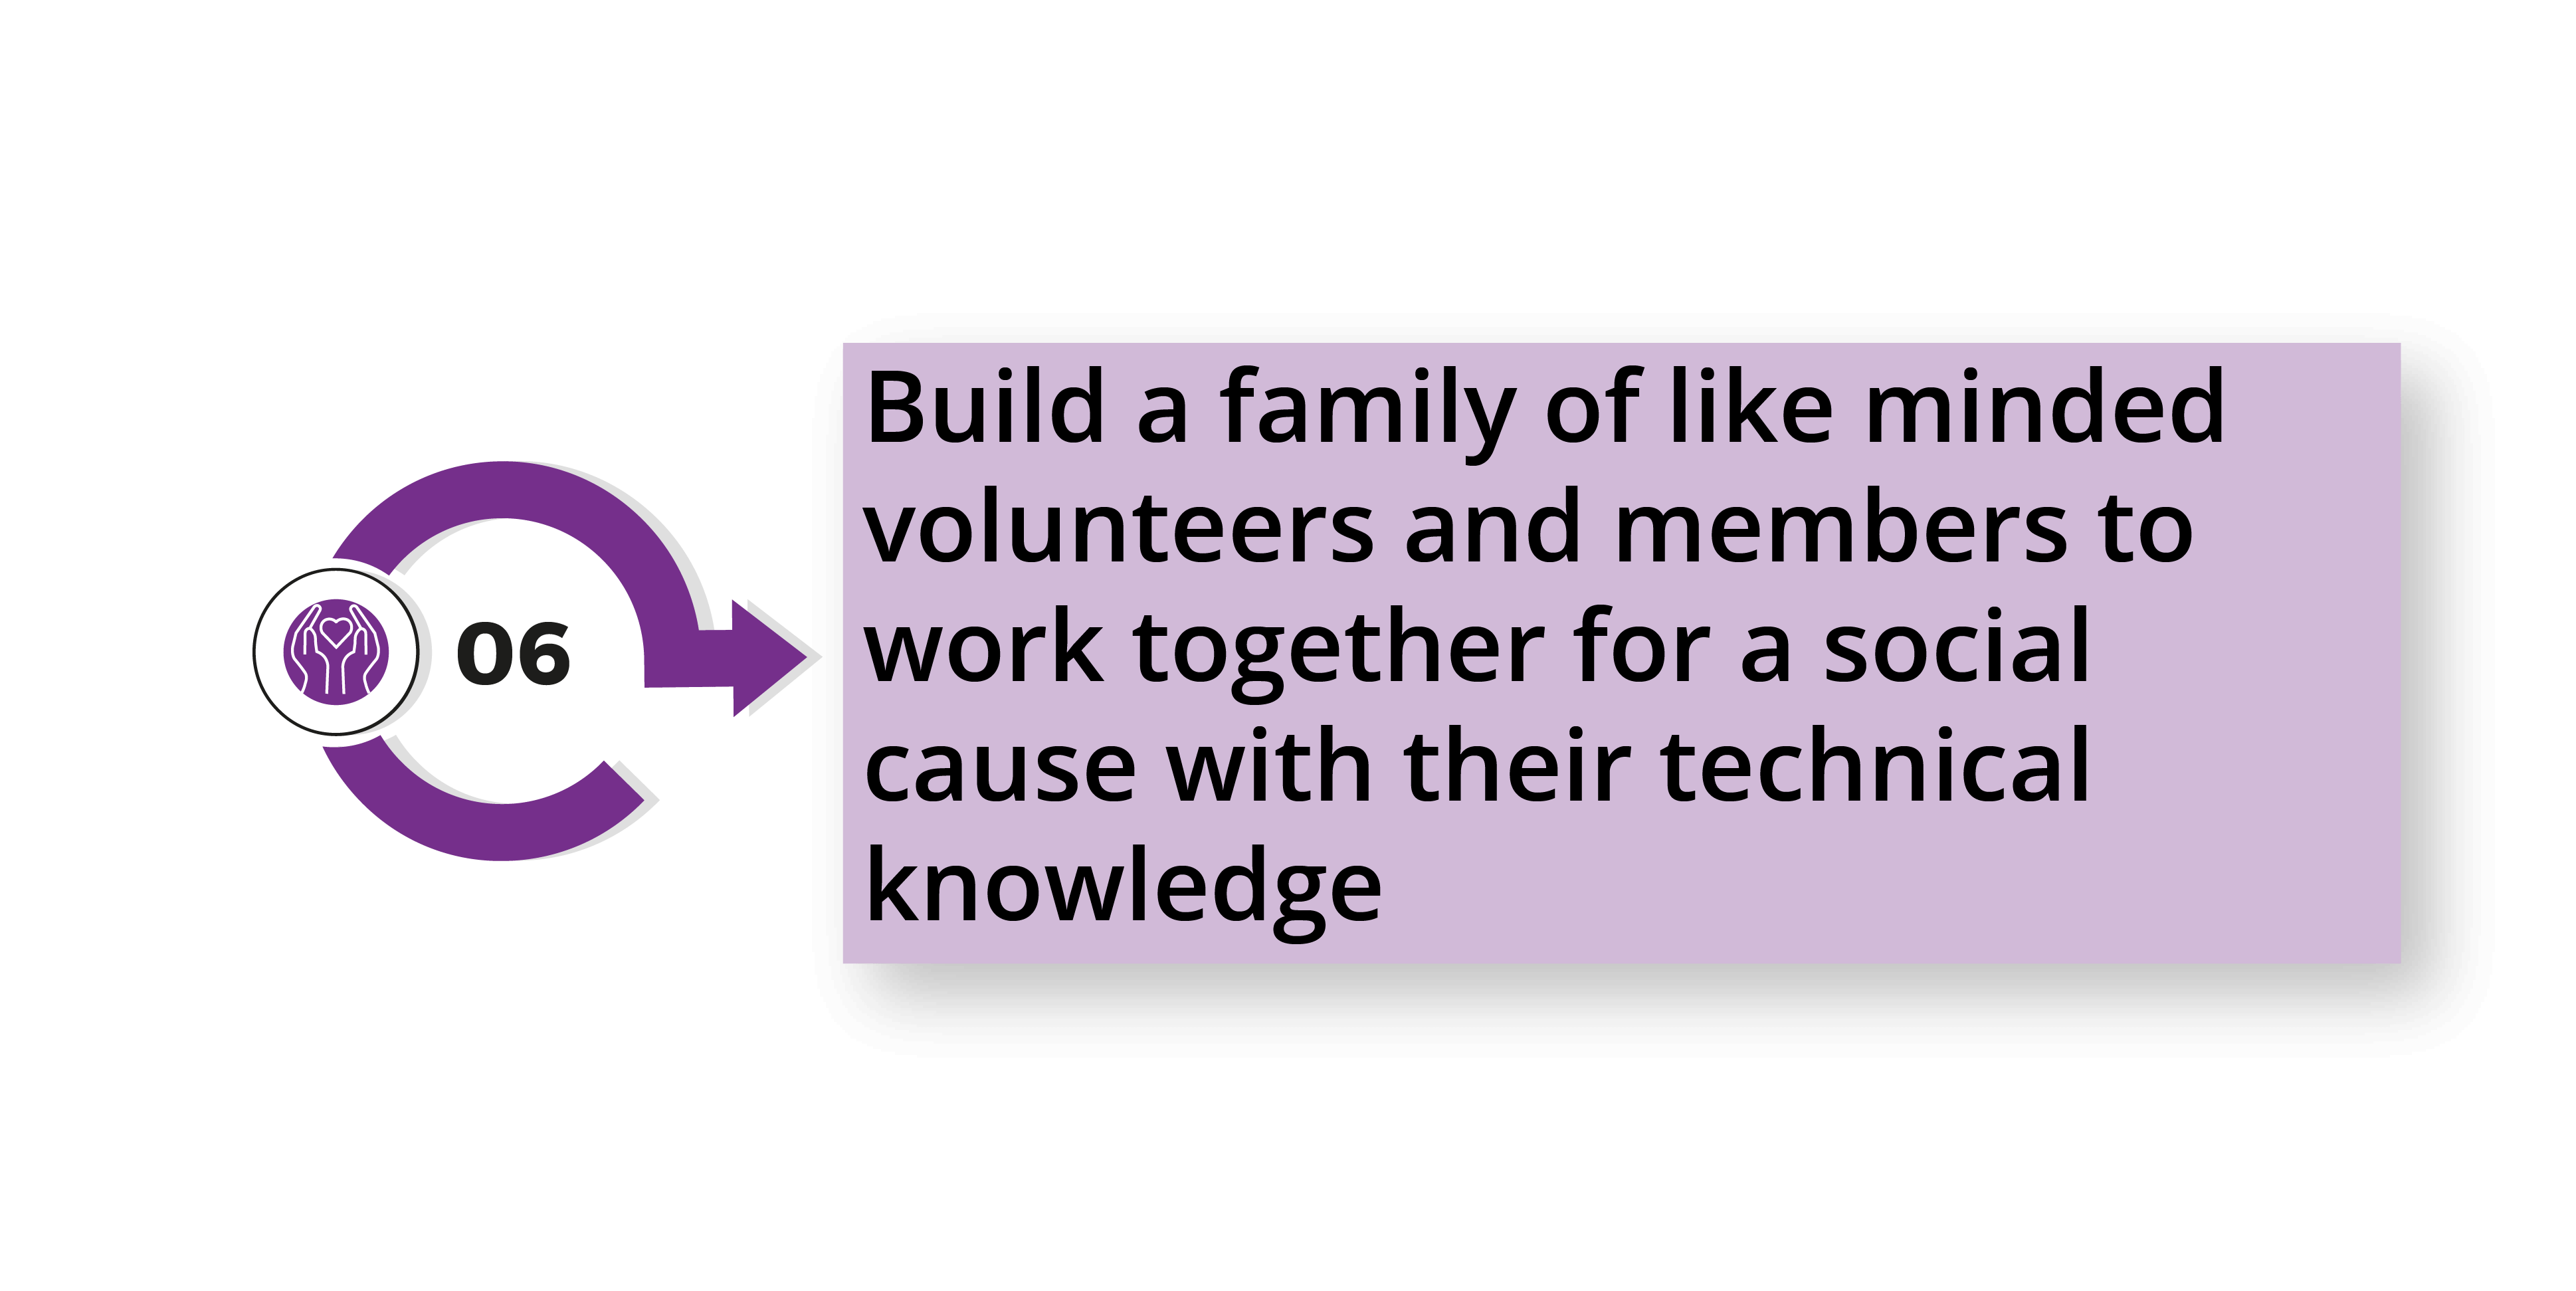 06
Build a family of like minded
volunteers and members to
work together for a social
cause with their technical
knowledge